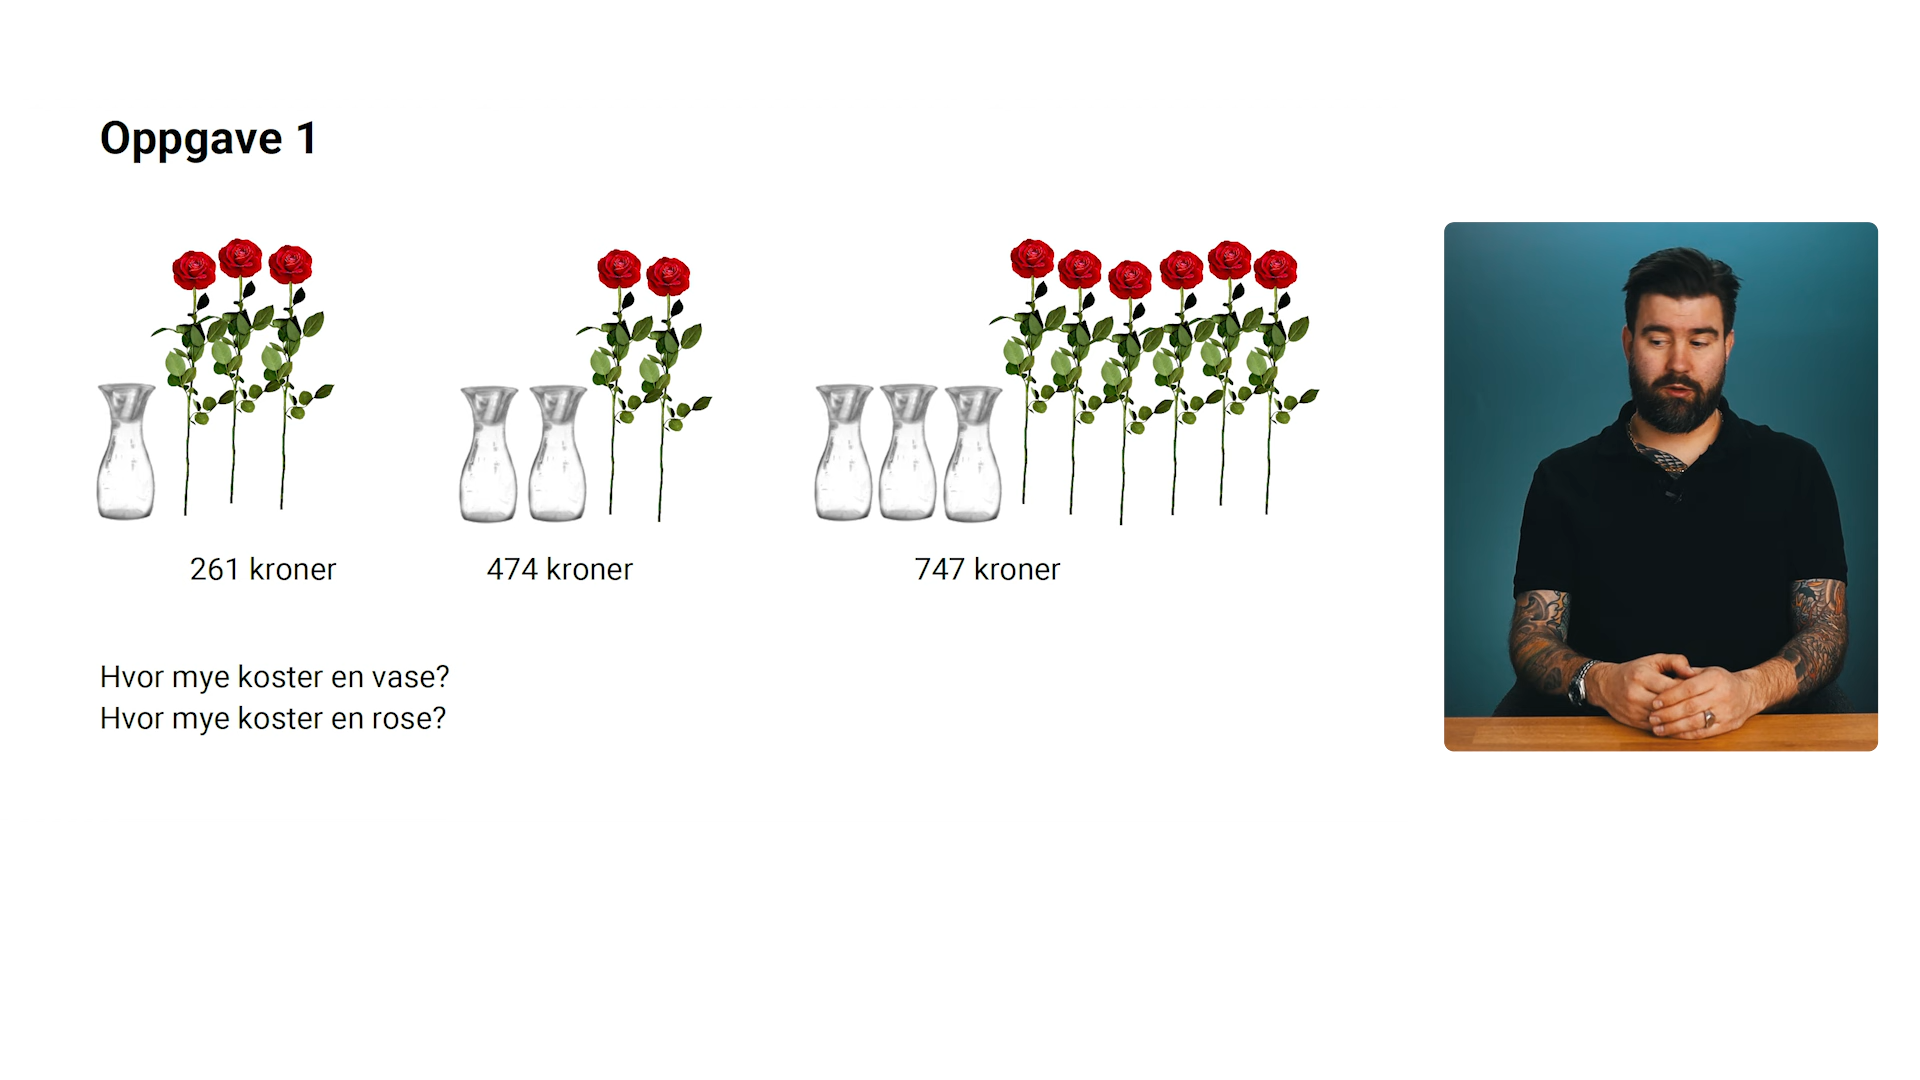 Oppgave 1
261 kroner
474 kroner
747 kroner
Hvor mye koster en vase?
Hvor mye koster en rose?